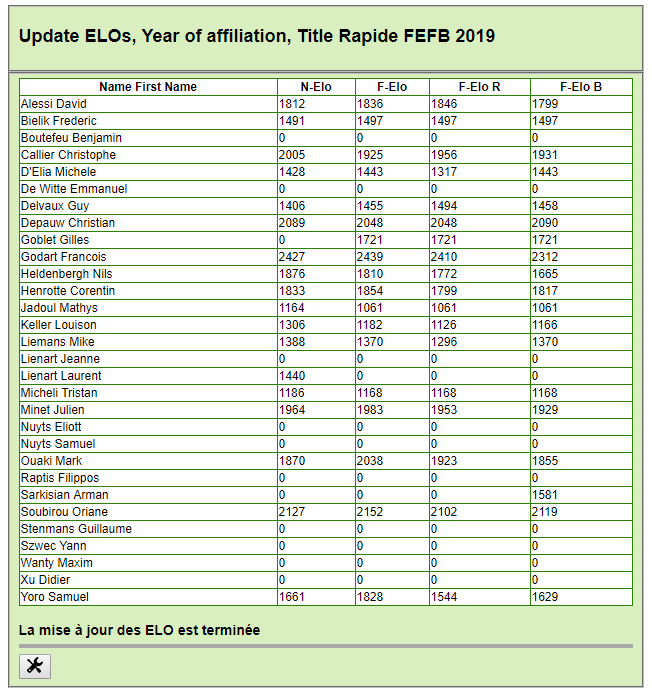 Update ELOs, Year of affiliation, Title Rapide FEFB 2019
Name First Name N-Elo F-Elo F-Elo R F-Elo B
Alessi David 1812 1836 1846 1799
Bielik Frederic 1491 1497 1497 1497
Boutefeu Benjamin 0 0 0 0
Callier Christophe 2005 1925 1956 1931
D'Elia Michele 1428 1443 1317 1443
De Witte Emmanuel 0 0 0 0
Delvaux Guy 1406 1455 1494 1458
Depauw Christian 2089 2048 2048 2090
Goblet Gilles 0 1721 1721 1721
Godart Francois 2427 2439 2410 2312
Heldenbergh Nils 1876 1810 1772 1665
Henrotte Corentin 1833 1854 1799 1817
Jadoul Mathys 1164 1061 1061 1061
Keller Louison 1306 1182 1126 1166
Liemans Mike 1388 1370 1296 1370
Lienart Jeanne 0 0 0 0
Lienart Laurent 1440 0 0 0
Micheli Tristan 1186 1168 1168 1168
Minet Julien 1964 1983 1953 1929
Nuyts Eliott 0 0 0 0
Nuyts Samuel 0 0 0 0
Ouaki Mark 1870 2038 1923 1855
Raptis Filippos 0 0 0 0
Sarkisian Arman 0 0 0 1581
Soubirou Oriane 2127 2152 2102 2119
Stenmans Guillaume 0 0 0 0
Szwec Yann 0 0 0 0
Wanty Maxim 0 0 0 0
Xu Didier 0 0 0 0
Yoro Samuel 1661 1828 1544 1629
La mise à jour des ELO est terminée